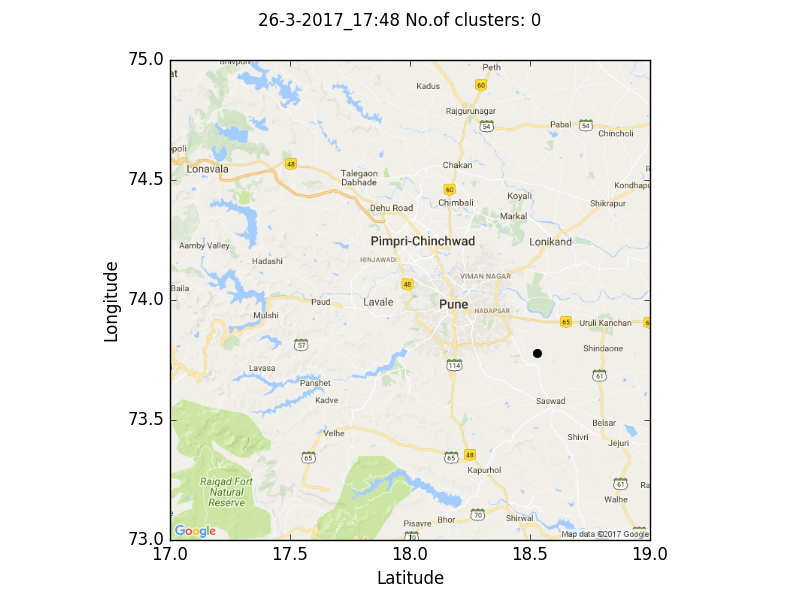 26-3-2017_17:48 No.of clusters: 0
75.0
74.5
74.0
73.5
73.0
17.0
17.5
18.0
18.5
19.0
Longitude
Latitude
Peth
Kadus
60
Rajgurunagar
54
Pabal
54
Chincholi
48
Lonavala
Chakan
Talegaon
Dabhade
60
Kondhapu
Koyali
Chimbali
Shikrapur
Dehu Road
Markal
Pimpri-Chinchwad
Lonikand
Aamby Valley
Hadashi
HINJAWADI
VIMAN NAGAR
48
Baila
Paud
Lavale
Pune
Mulshi
HADAPSAR
65
Uruli Kanchan
57
Shindaone
114
61
Lavasa
Panshet
Kadve
Saswad
Belsar
Velhe
Shivri
Jejuri
65
65
48
Kapurhol
Raigad Fort
Natural
Reserve
61
Walhe
70
Shirwal
Bhor
Pisavre
Google
Map data ©2017 Google